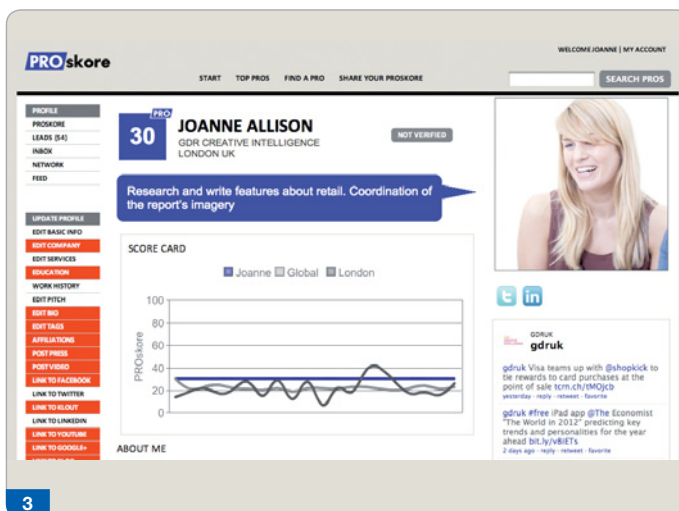 WELCOME JOANNE | MY ACCOUNT
PROskore
START TOP PROS FIND A PRO SHARE YOUR PROSKORE
SEARCH PROS
PROFILE
PROSKORE
LEADS (54)
INBOX
NETWORK
FEED
UPDATE PROFILE
EDIT BASIC INFO
EDIT COMPANY
EDIT SERVICES
EDUCATION
WORK HISTORY
EDIT PITCH
EDIT BIO
EDIT TAGS
AFFILIATIONS
POST PRESS
POST VIDEO
LINK TO FACEBOOK
LINK TO TWITTER
LINK TO KLOUT
LINK TO LINKEDIN
LINK TO YOUTUBE
LINK TO GOOGLE+
PRO
30
JOANNE ALLISON
GDR CREATIVE INTELLIGENCE
LONDON UK
NOT VERIFIED
Research and write features about retail. Coordination of
the report's imagery
SCORE CARD
Joanne Global London
PROskore
100
80
60
40
20
0
ABOUT ME
t in
GDRUK
gdruk
gdruk Visa teams up with @shopkick to
tie rewards to card purchases at the
point of sale tcrn.ch/tMOjcb
yesterday · reply · retweet · favorite
gdruk #free iPad app @The Economist
"The World in 2012" predicting key
trends and personalities for the year
ahead bit.ly/v8iETs
2 days ago · reply · retweet · favorite
3